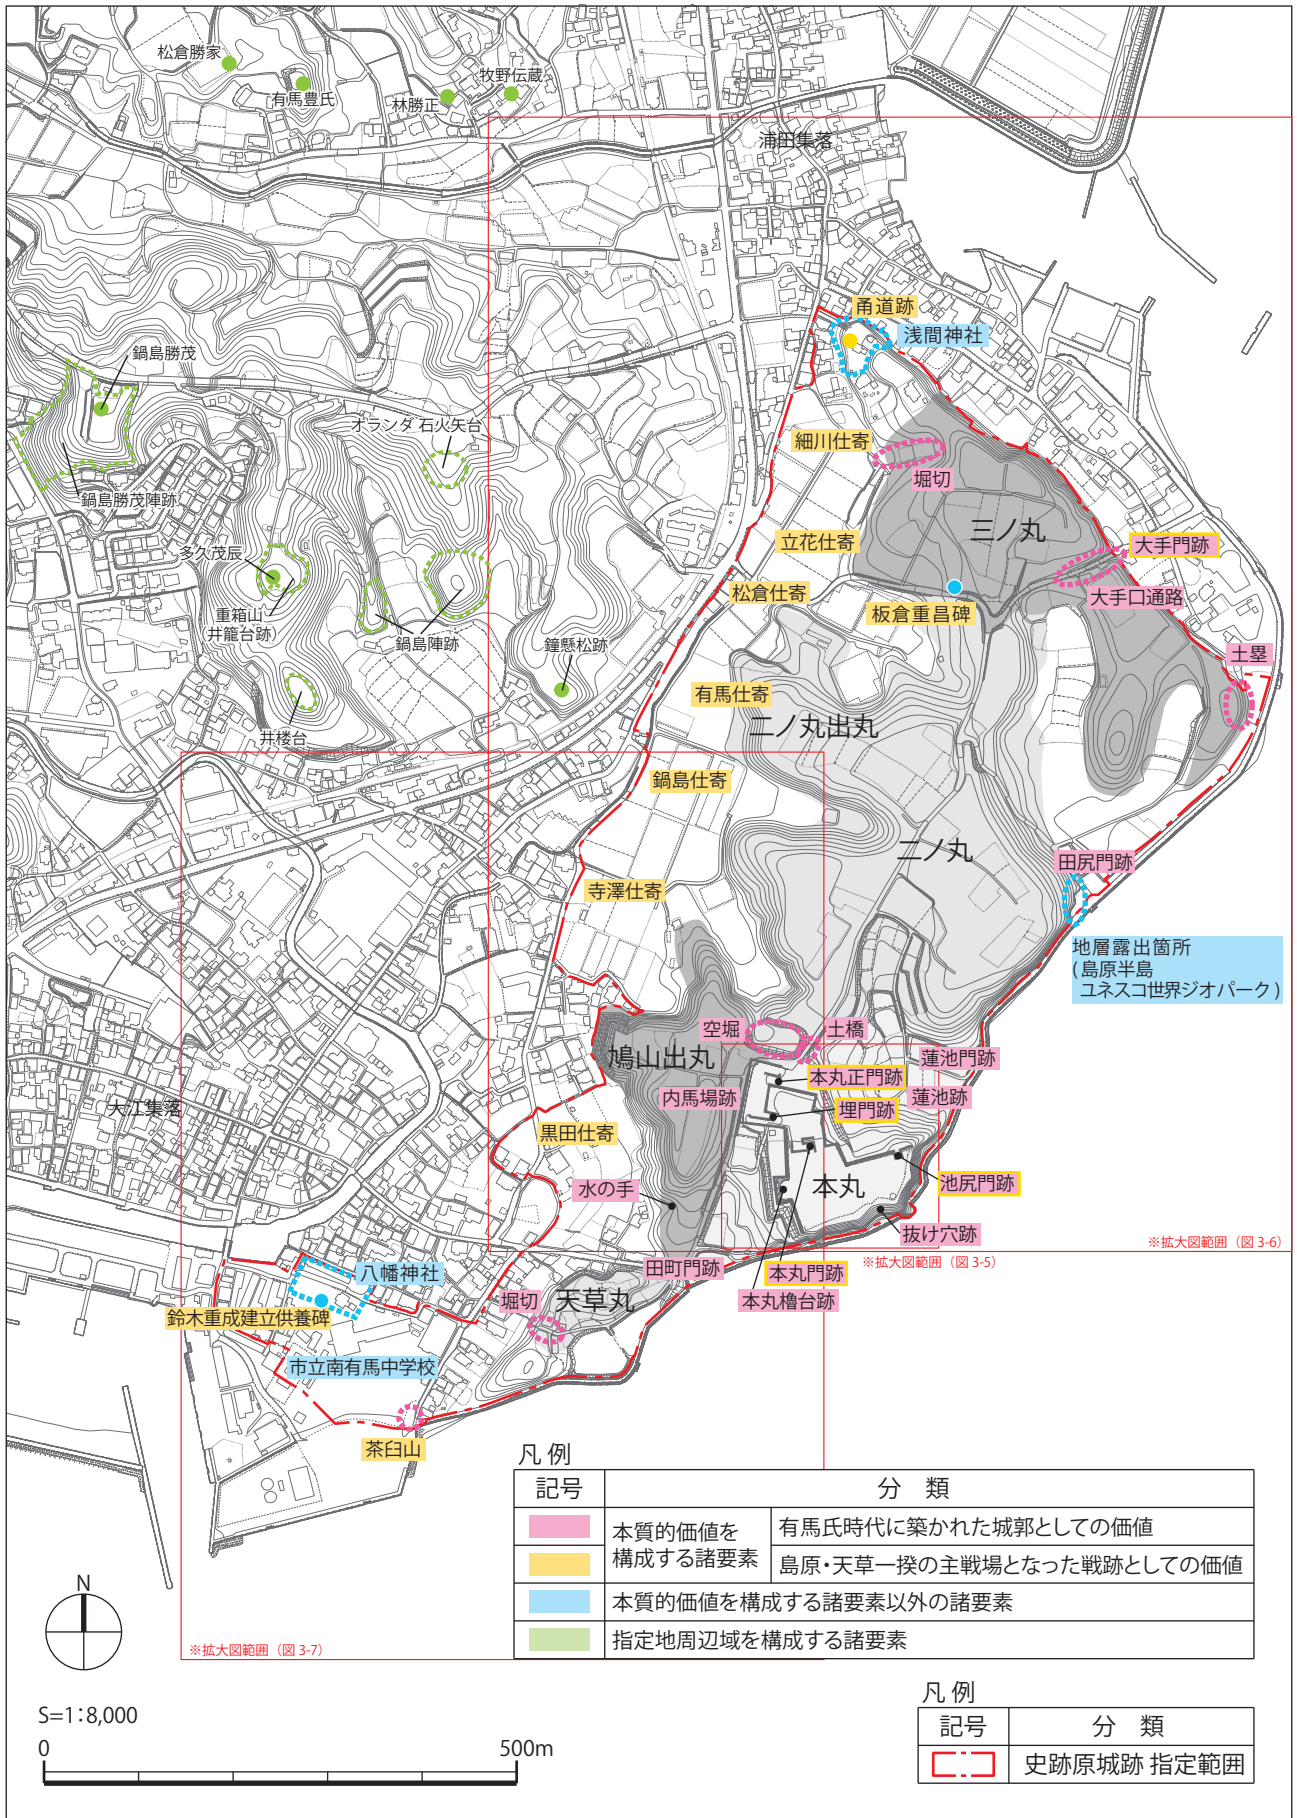 松倉勝家
有馬豊氏
林勝正
牧野伝蔵
浦田集落
甬道跡
浅間神社
鍋島勝茂
オランダ 石火矢台
細川仕寄
堀切
鍋島勝茂陣跡
三ノ丸
立花仕寄
大手門跡
多久茂辰
松倉仕寄
大手口通路
重箱山
(井籠台跡)
板倉重昌碑
鍋島陣跡
鐘懸松跡
土塁
有馬仕寄
二ノ丸出丸
井楼台
鍋島仕寄
二ノ丸
田尻門跡
寺澤仕寄
地層露出箇所
(島原半島
ユネスコ世界ジオパーク)
空堀
土橋
鳩山出丸
蓮池門跡
本丸正門跡
内馬場跡
蓮池跡
大江集落
埋門跡
黒田仕寄
水の手
本丸
池尻門跡
抜け穴跡
※拡大図範囲（図 3-6）
田町門跡
※拡大図範囲（図 3-5）
八幡神社
本丸門跡
堀切
天草丸
本丸櫓台跡
鈴木重成建立供養碑
市立南有馬中学校
茶臼山
凡 例
記号 分 類
本質的価値を
構成する諸要素
有馬氏時代に築かれた城郭としての価値
島原・天草一揆の主戦場となった戦跡としての価値
本質的価値を構成する諸要素以外の諸要素
指定地周辺域を構成する諸要素
N
※拡大図範囲（図 3-7）
凡 例
記号 分 類
史跡原城跡 指定範囲
S=1:8,000
0 500m